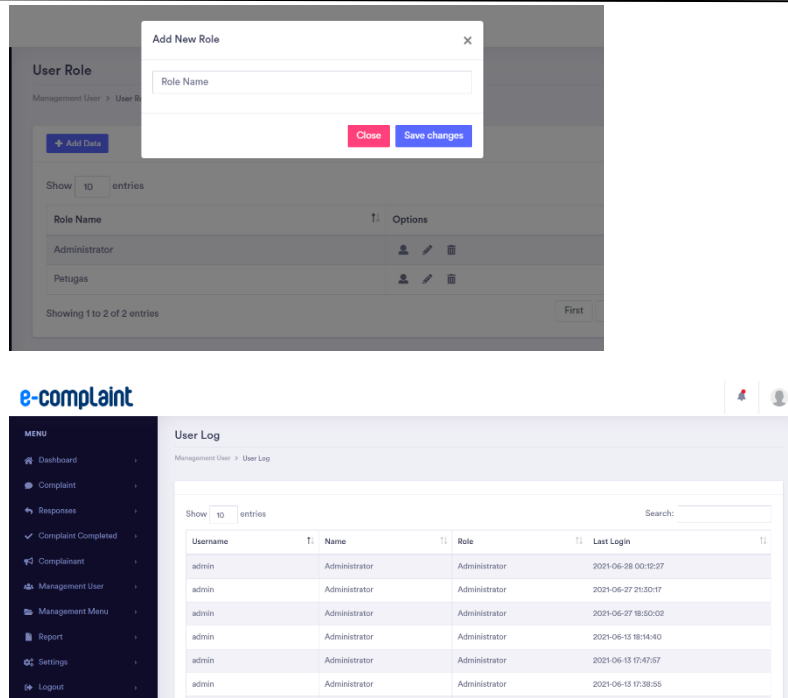 Add New Role ×
User Role
Role Name
Management User > User R
Close Save changes
+ Add Data
Show 10 entries
Role Name Options
Administrator
Petugas
Showing 1 to 2 of 2 entries First
e-complaint
MENU
User Log
Dashboard
Management User > User Log
Complaint
Responses
Show 10 entries Search:
Complaint Completed
Username Name Role Last Login
Complainant
admin Administrator Administrator 2021-06-28 00:12:27
Management User
admin Administrator Administrator 2021-06-27 21:30:17
Management Menu
admin Administrator Administrator 2021-06-27 18:50:02
Report
admin Administrator Administrator 2021-06-13 18:14:40
Settings
admin Administrator Administrator 2021-06-13 17:47:57
Logout
admin Administrator Administrator 2021-06-13 17:38:55